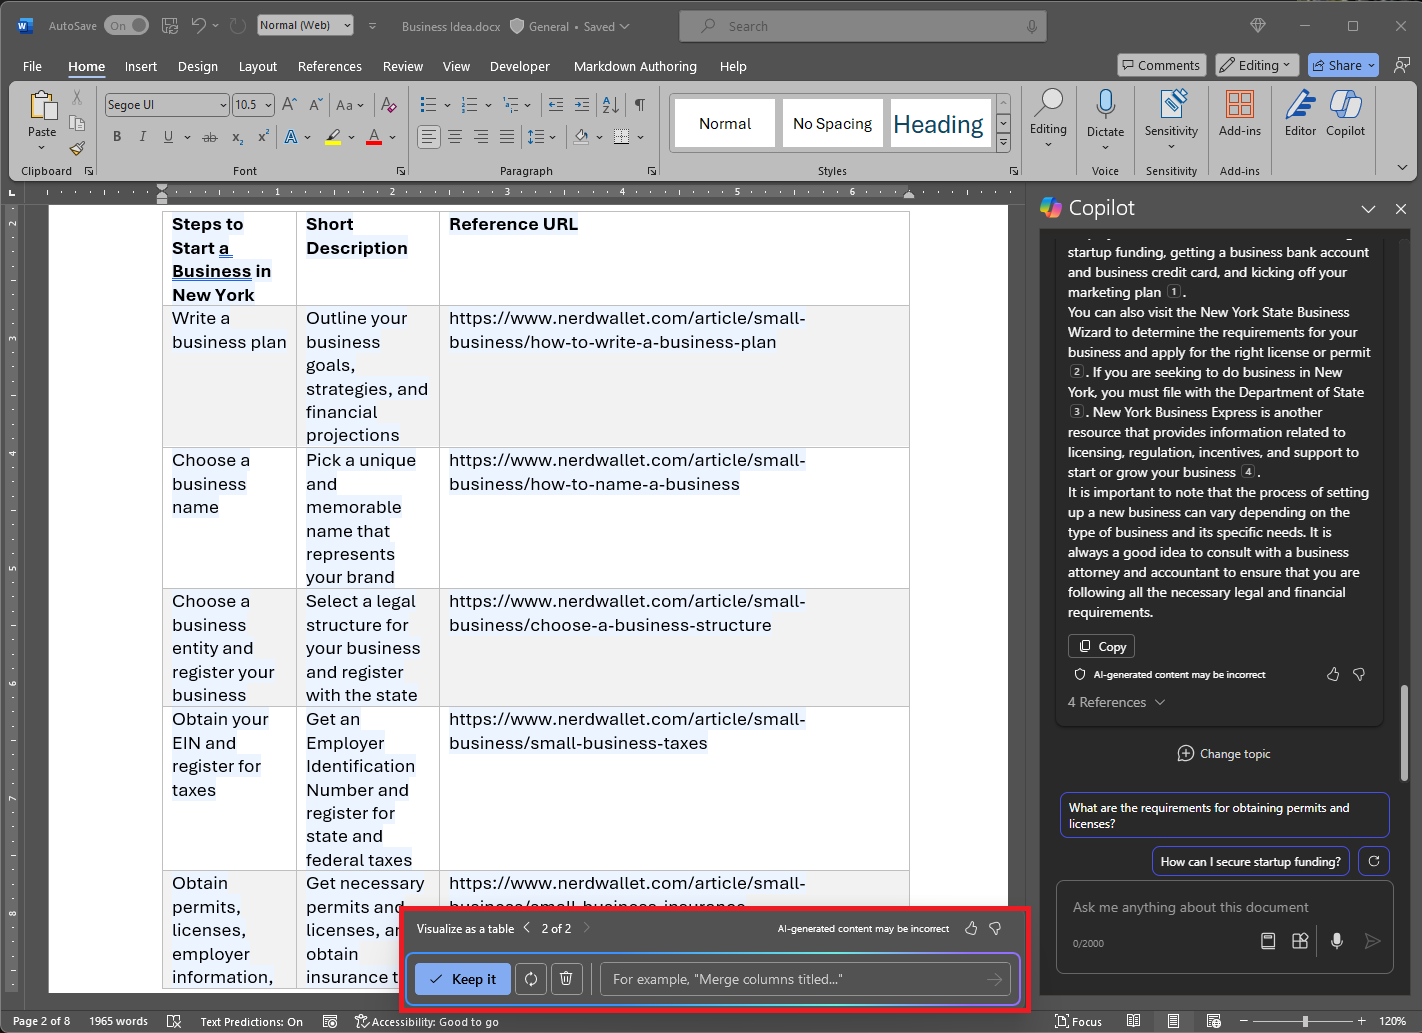 AutoSave On Normal (Web) Business Idea.docx General • Saved Search
File Home Insert Design Layout References Review View Developer Markdown Authoring Help Comments Editing Share
Paste Segoe UI 10.5 Aa Normal No Spacing Heading Editing Dictate Sensitivity Add-ins Editor Copilot
Clipboard Font Paragraph Styles Voice Sensitivity Add-ins
1 2 3 4 5 6
Steps to Start a Business in New York
Short Description
Reference URL
Write a business plan
Outline your business goals, strategies, and financial projections
https://www.nerdwallet.com/article/small-
business/how-to-write-a-business-plan
Choose a business name
Pick a unique and memorable name that represents your brand
https://www.nerdwallet.com/article/small-
business/how-to-name-a-business
Choose a business entity and register your business
Select a legal structure for your business and register with the state
https://www.nerdwallet.com/article/small-
business/choose-a-business-structure
Obtain your EIN and register for taxes
Get an Employer Identification Number and register for state and federal taxes
https://www.nerdwallet.com/article/small-
business/small-business-taxes
Obtain permits, licenses, employer information,
Get necessary permits and licenses, obtain insurance
https://www.nerdwallet.com/article/small-
Visualize as a table 2 of 2 AI-generated content may be incorrect
Keep it For example, "Merge columns titled..."
Copilot
startup funding, getting a business bank account
and business credit card, and kicking off your
marketing plan 1 .
You can also visit the New York State Business
Wizard to determine the requirements for your
business and apply for the right license or permit
2 . If you are seeking to do business in New
York, you must file with the Department of State
3 . New York Business Express is another
resource that provides information related to
licensing, regulation, incentives, and support to
start or grow your business 4 .
It is important to note that the process of setting
up a new business can vary depending on the
type of business and its specific needs. It is
always a good idea to consult with a business
attorney and accountant to ensure that you are
following all the necessary legal and financial
requirements.
Copy
AI-generated content may be incorrect
4 References
Change topic
What are the requirements for obtaining permits and
licenses?
How can I secure startup funding?
Ask me anything about this document
0/2000
Page 2 of 8 1965 words Text Predictions: On Accessibility: Good to go Focus 120%